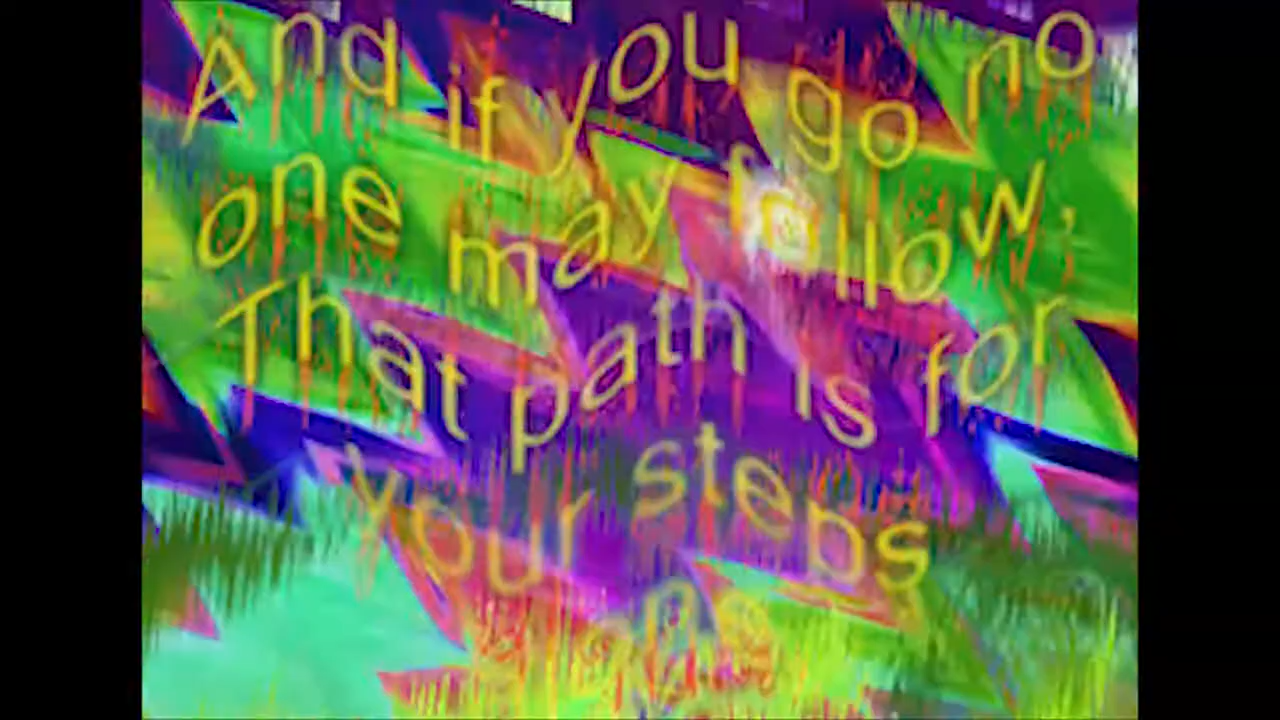 And if you go no
one may follow,
That path is for
your steps